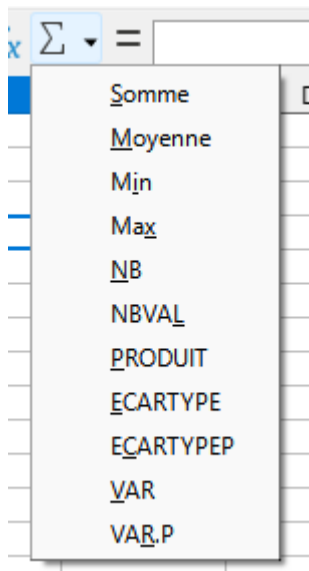 x Σ =
Somme
Moyenne
Min
Max
NB
NBVAL
PRODUIT
ECARTYPE
ECARTYPEP
VAR
VAR.P